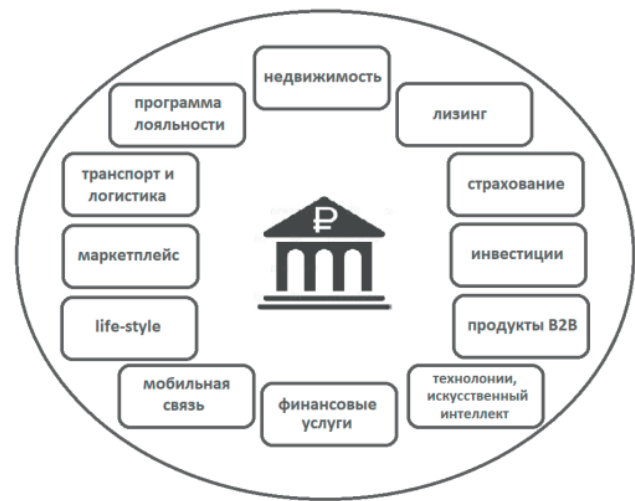 недвижимость
программа
лояльности
лизинг
транспорт и
логистика
страхование
₽
маркетплейс
инвестиции
life-style
продукты B2B
мобильная
связь
финансовые
услуги
технолонии,
искусственный
интеллект